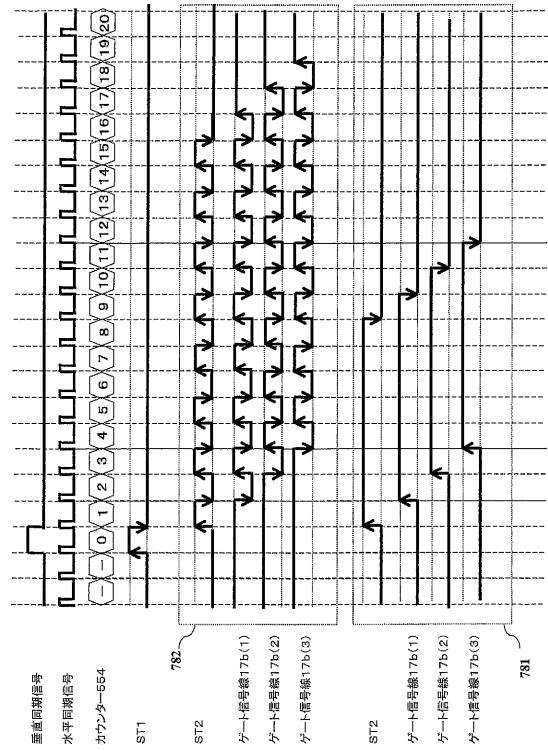 垂直同期信号
水平同期信号
カウンター554 — — 0 1 2 3 4 5 6 7 8 9 10 11 12 13 14 15 16 17 18 19 20
ST1
782
ST2
ゲート信号線17b(1)
ゲート信号線17b(2)
ゲート信号線17b(3)
ST2
ゲート信号線17b(1)
ゲート信号線17b(2)
ゲート信号線17b(3)
781